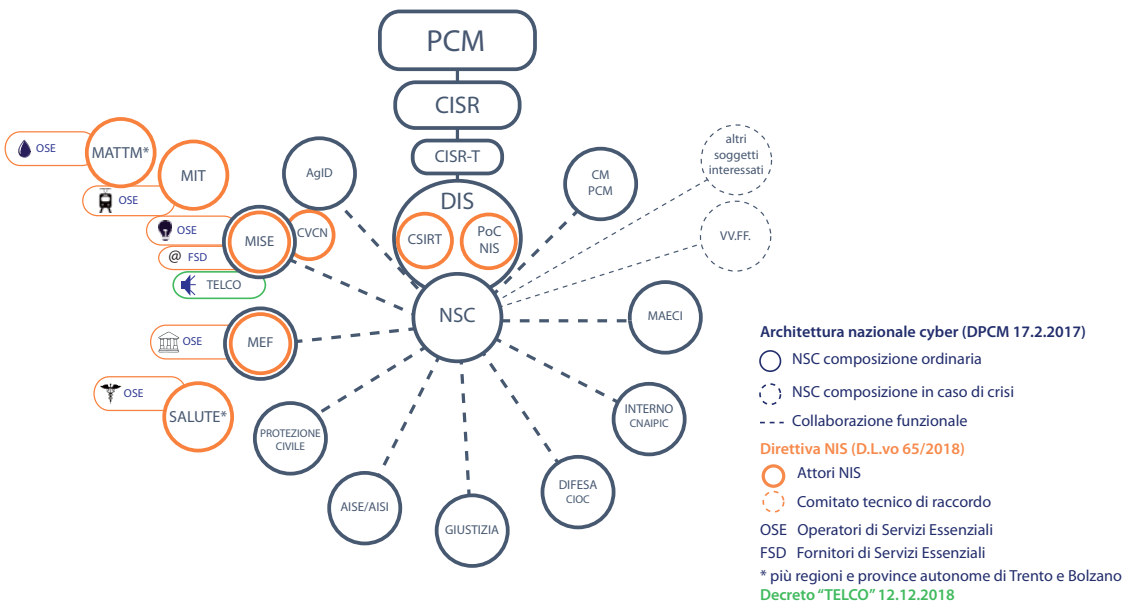 PCM
CISR
CISR-T
DIS
CSIRT
PoC
NIS
NSC
OSE
MATTM*
MIT
OSE
AgID
CVCN
OSE
MISE
@ FSD
TELCO
OSE
MEF
OSE
SALUTE*
PROTEZIONE
CIVILE
AISE/AISI
GIUSTIZIA
DIFESA
CIOC
INTERNO
CNAIPIC
MAECI
CM
PCM
altri
soggetti
interessati
VV.FF.
Architettura nazionale cyber (DPCM 17.2.2017)
NSC composizione ordinaria
NSC composizione in caso di crisi
Collaborazione funzionale
Direttiva NIS (D.L.vo 65/2018)
Attori NIS
Comitato tecnico di raccordo
OSE Operatori di Servizi Essenziali
FSD Fornitori di Servizi Essenziali
* più regioni e province autonome di Trento e Bolzano
Decreto “TELCO” 12.12.2018